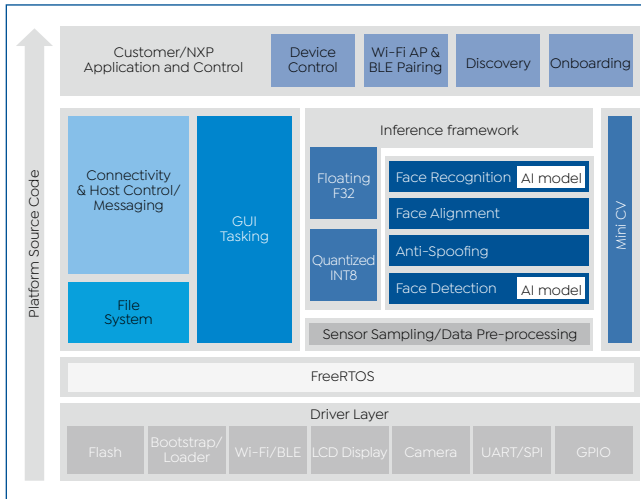 Platform Source Code
Customer/NXP
Application and Control
Device
Control
Wi-Fi AP &
BLE Pairing
Discovery
Onboarding
Connectivity
& Host Control/
Messaging
File
System
GUI
Tasking
Inference framework
Floating
F32
Quantized
INT8
Face Recognition
AI model
Face Alignment
Anti-Spoofing
Face Detection
AI model
Sensor Sampling/Data Pre-processing
Mini CV
FreeRTOS
Driver Layer
Flash
Bootstrap/
Loader
Wi-Fi/BLE
LCD Display
Camera
UART/SPI
GPIO